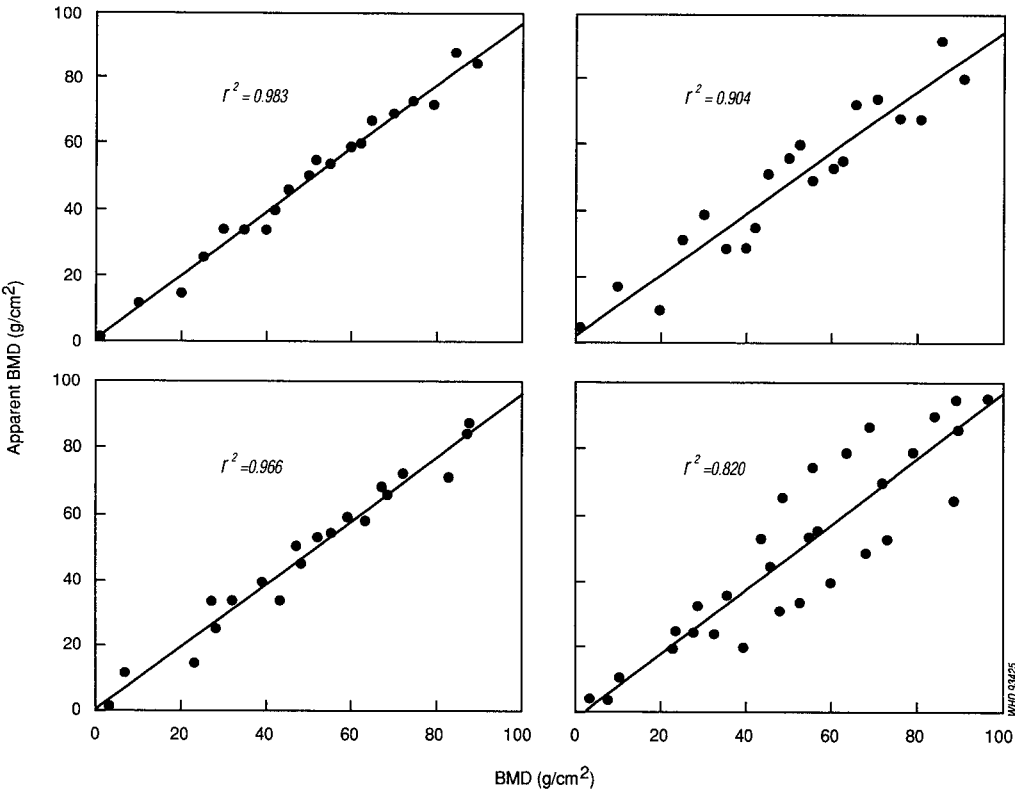 100
80
60
40
20
0
r² = 0.983
r² = 0.904
Apparent BMD (g/cm²)
100
80
60
40
20
0
r² =0.966
r² =0.820
0 20 40 60 80 100
0 20 40 60 80 100
BMD (g/cm²)
WHO 93425